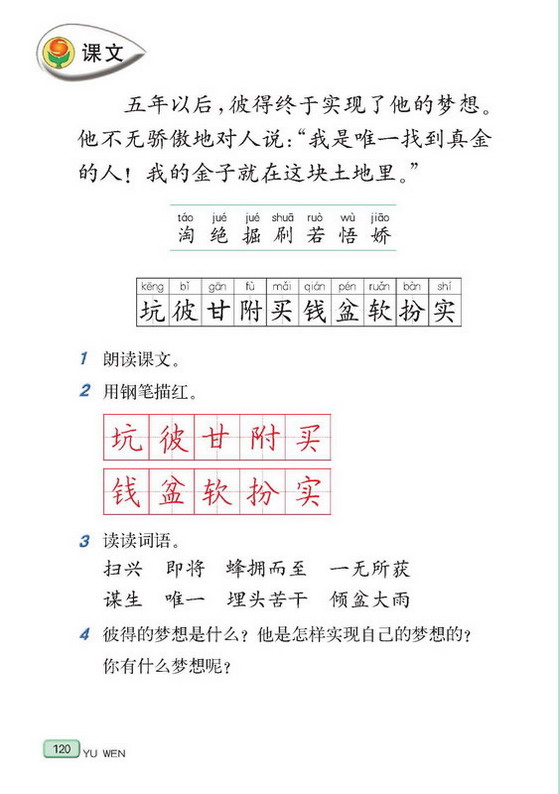 课文
五年以后，彼得终于实现了他的梦想。
他不无骄傲地对人说：“我是唯一找到真金
的人！我的金子就在这块土地里。”
táo jué jué shuā ruò wù jiāo
淘 绝 掘 刷 若 悟 娇
kēng bǐ gān fù mǎi qián pén ruǎn bàn shí
坑 彼 甘 附 买 钱 盆 软 扮 实
1 朗读课文。
2 用钢笔描红。
坑 彼 甘 附 买
钱 盆 软 扮 实
3 读读词语。
扫兴 即将 蜂拥而至 一无所获
谋生 唯一 埋头苦干 倾盆大雨
4 彼得的梦想是什么？他是怎样实现自己的梦想的？
你有什么梦想呢？
120 YU WEN